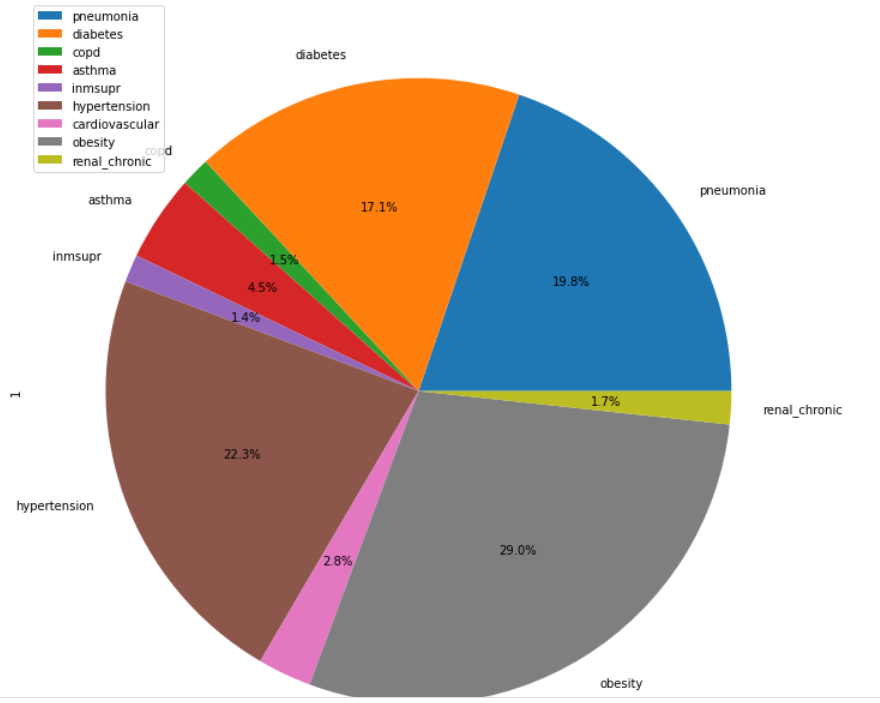 pneumonia
diabetes
copd
asthma
inmsupr
hypertension
cardiovascular
obesity
renal_chronic
diabetes
copd
asthma
inmsupr
pneumonia
17.1%
19.8%
1.5%
4.5%
1.4%
1
1.7%
renal_chronic
22.3%
hypertension
2.8%
29.0%
obesity